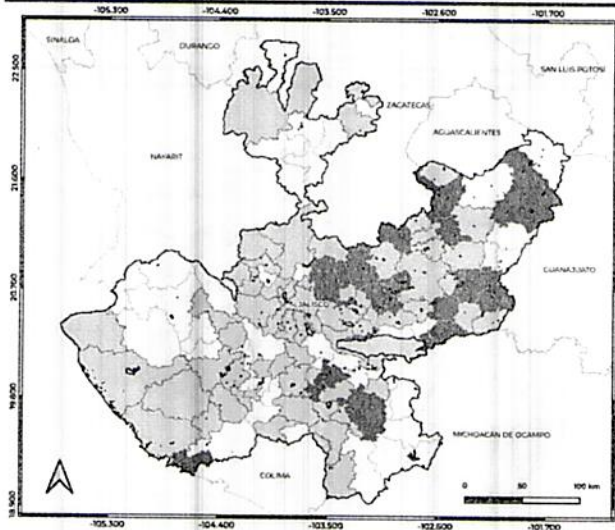 -105.300 -104.400 -103.500 -102.600 -101.700
SINALOA
DURANGO
22.500
SAN LUIS POTOSÍ
ZACATECAS
AGUASCALIENTES
NAYARIT
21.600
GUANAJUATO
20.700
JALISCO
19.800
MICHOACÁN DE OCAMPO
COLIMA
0 50 100 km
18.900
-105.300 -104.400 -103.500 -102.600 -101.700